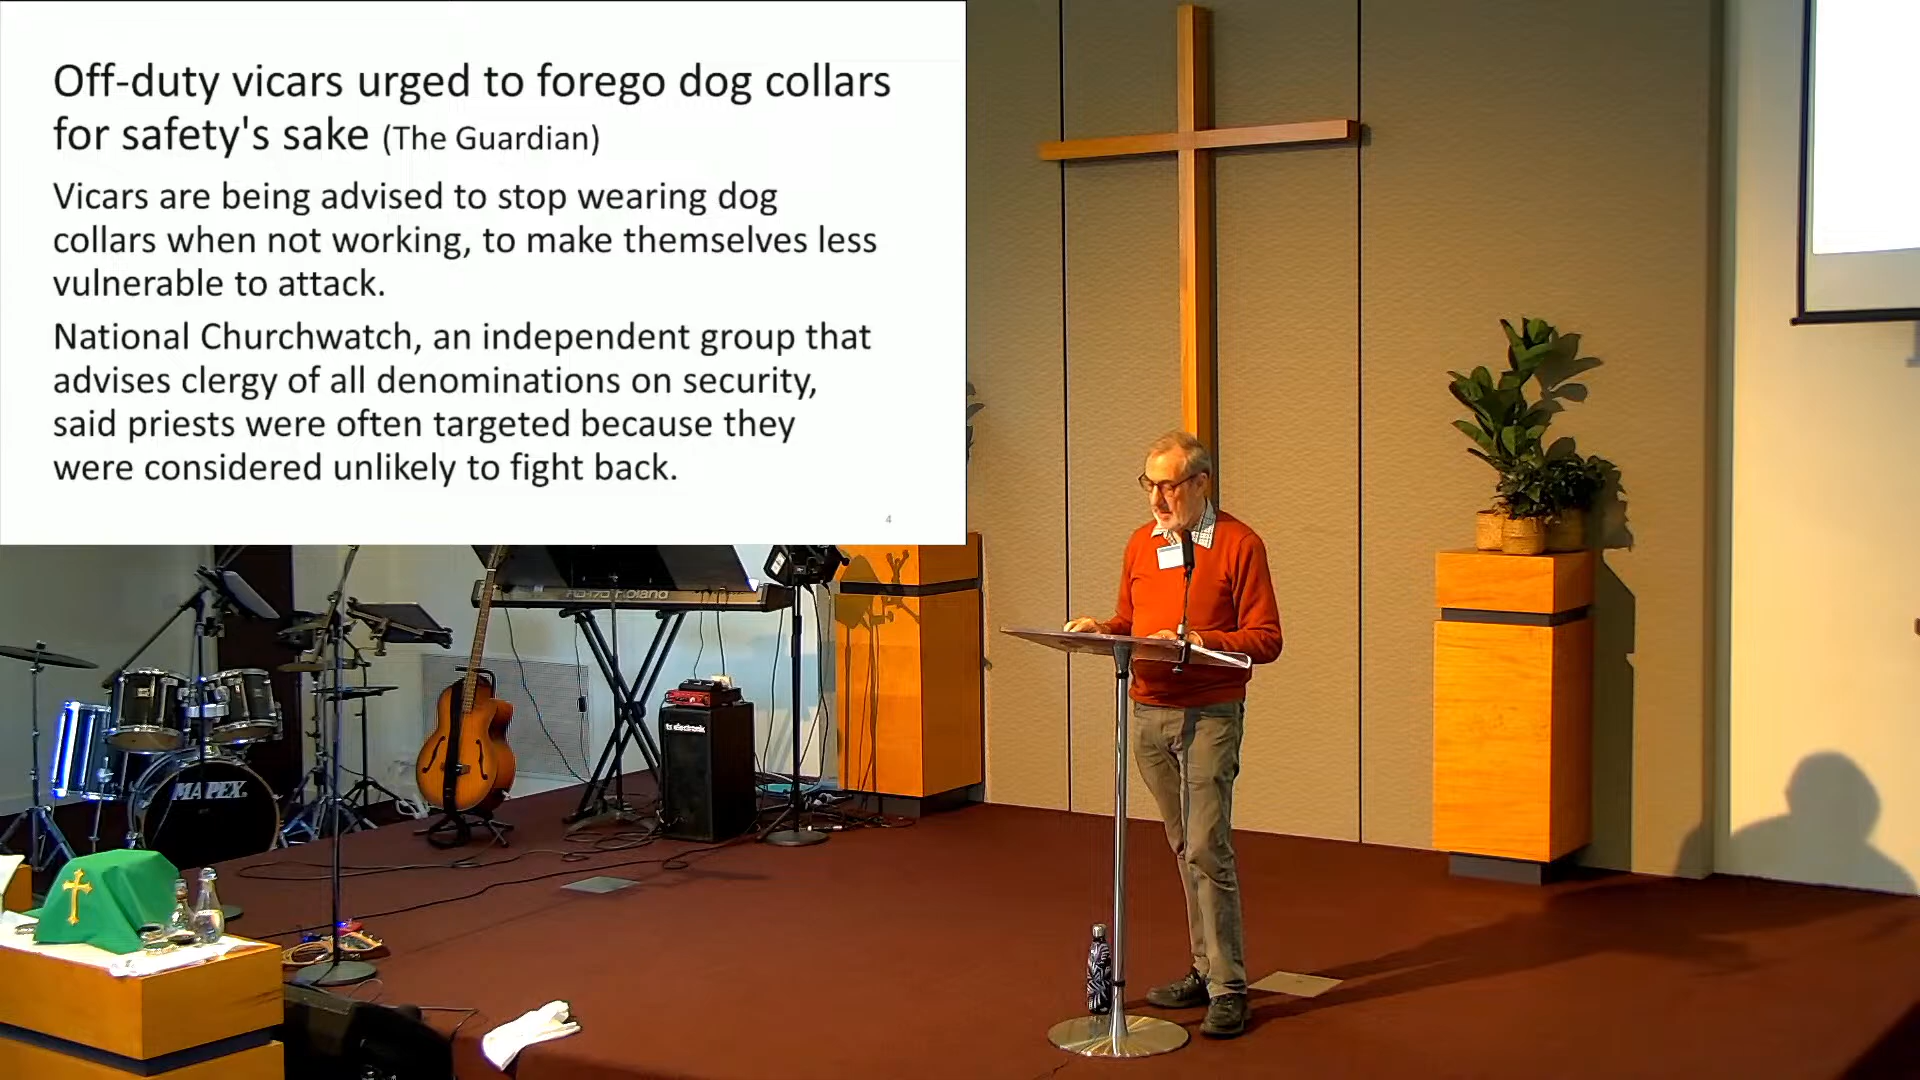 Off-duty vicars urged to forego dog collars
for safety's sake (The Guardian)
Vicars are being advised to stop wearing dog
collars when not working, to make themselves less
vulnerable to attack.
National Churchwatch, an independent group that
advises clergy of all denominations on security,
said priests were often targeted because they
were considered unlikely to fight back.
4
Roland
tc electronic
MAPEX